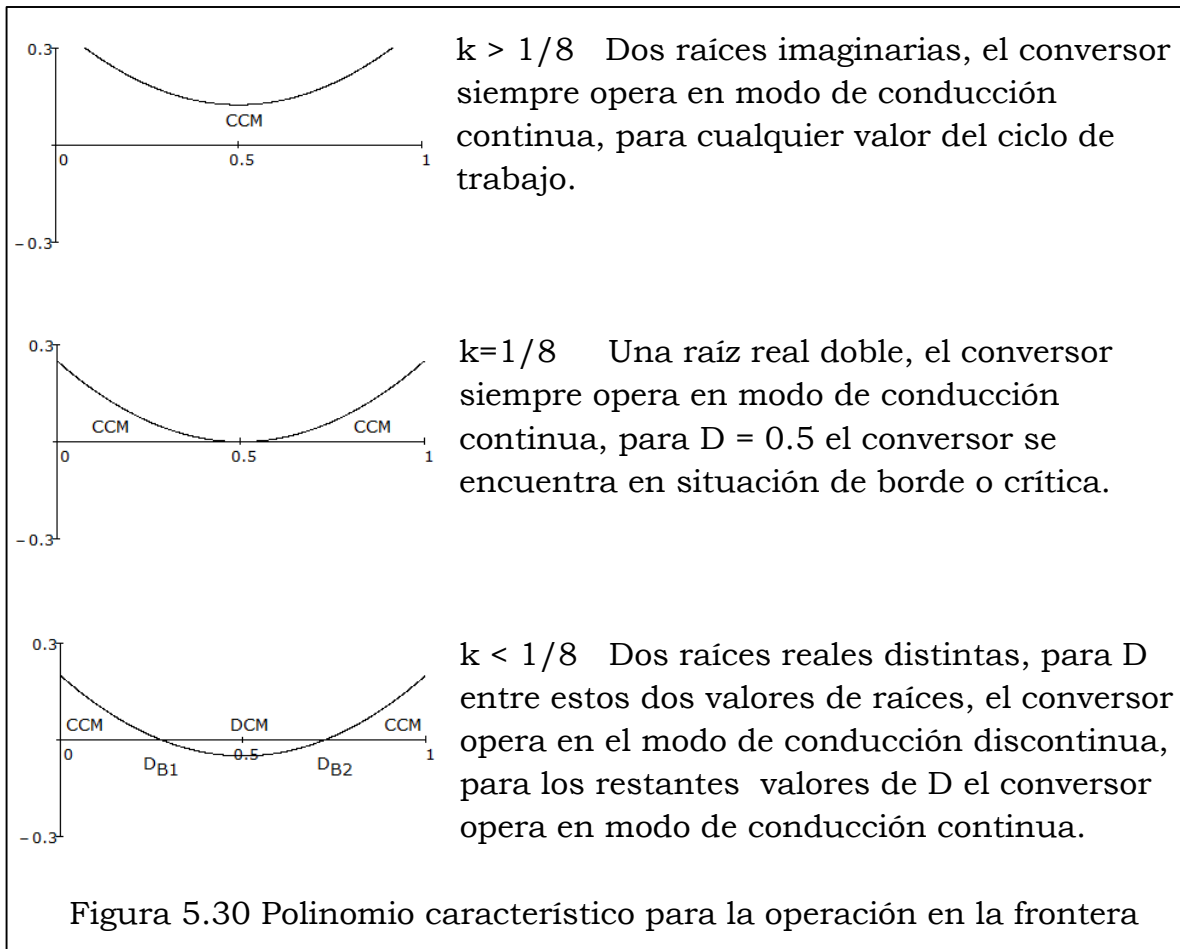 0.3
CCM
0
0.5
1
−0.3
k > 1/8 Dos raíces imaginarias, el conversor
siempre opera en modo de conducción
continua, para cualquier valor del ciclo de
trabajo.
0.3
CCM
CCM
0
0.5
1
−0.3
k=1/8 Una raíz real doble, el conversor
siempre opera en modo de conducción
continua, para D = 0.5 el conversor se
encuentra en situación de borde o crítica.
0.3
CCM
DCM
CCM
0
0.5
1
DB1
DB2
−0.3
k < 1/8 Dos raíces reales distintas, para D
entre estos dos valores de raíces, el conversor
opera en el modo de conducción discontinua,
para los restantes valores de D el conversor
opera en modo de conducción continua.
Figura 5.30 Polinomio característico para la operación en la frontera